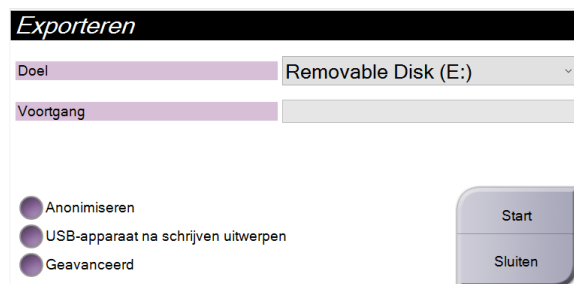 Exporteren
Doel
Removable Disk (E:)
Voortgang
Anonimiseren
USB-apparaat na schrijven uitwerpen
Geavanceerd
Start
Sluiten